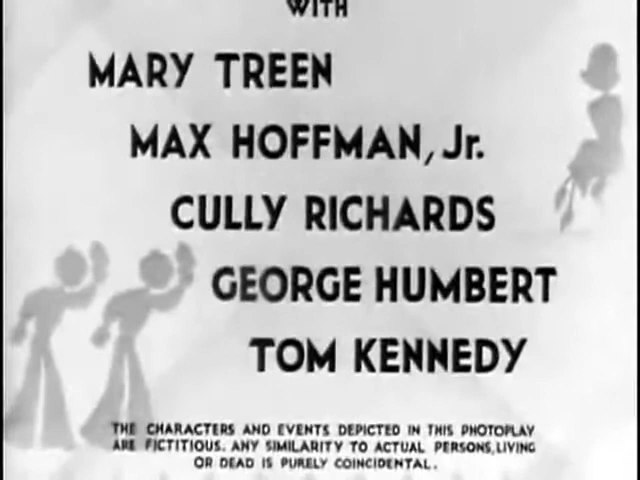 WITH
MARY TREEN
MAX HOFFMAN, Jr.
CULLY RICHARDS
GEORGE HUMBERT
TOM KENNEDY
THE CHARACTERS AND EVENTS DEPICTED IN THIS PHOTOPLAY
ARE FICTITIOUS. ANY SIMILARITY TO ACTUAL PERSONS, LIVING
OR DEAD IS PURELY COINCIDENTAL.